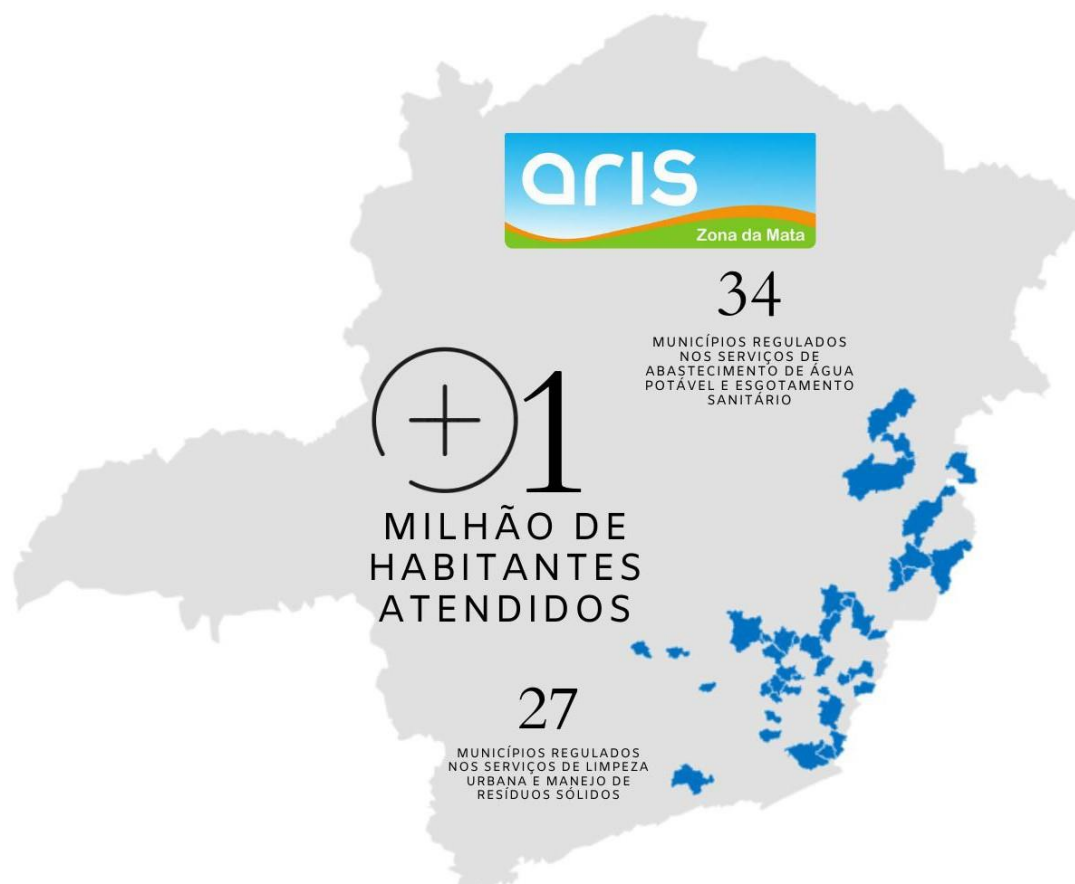 aris
Zona da Mata
34
MUNICÍPIOS REGULADOS
NOS SERVIÇOS DE
ABASTECIMENTO DE ÁGUA
POTÁVEL E ESGOTAMENTO
SANITÁRIO
+1
MILHÃO DE
HABITANTES
ATENDIDOS
27
MUNICÍPIOS REGULADOS
NOS SERVIÇOS DE LIMPEZA
URBANA E MANEJO DE
RESÍDUOS SÓLIDOS